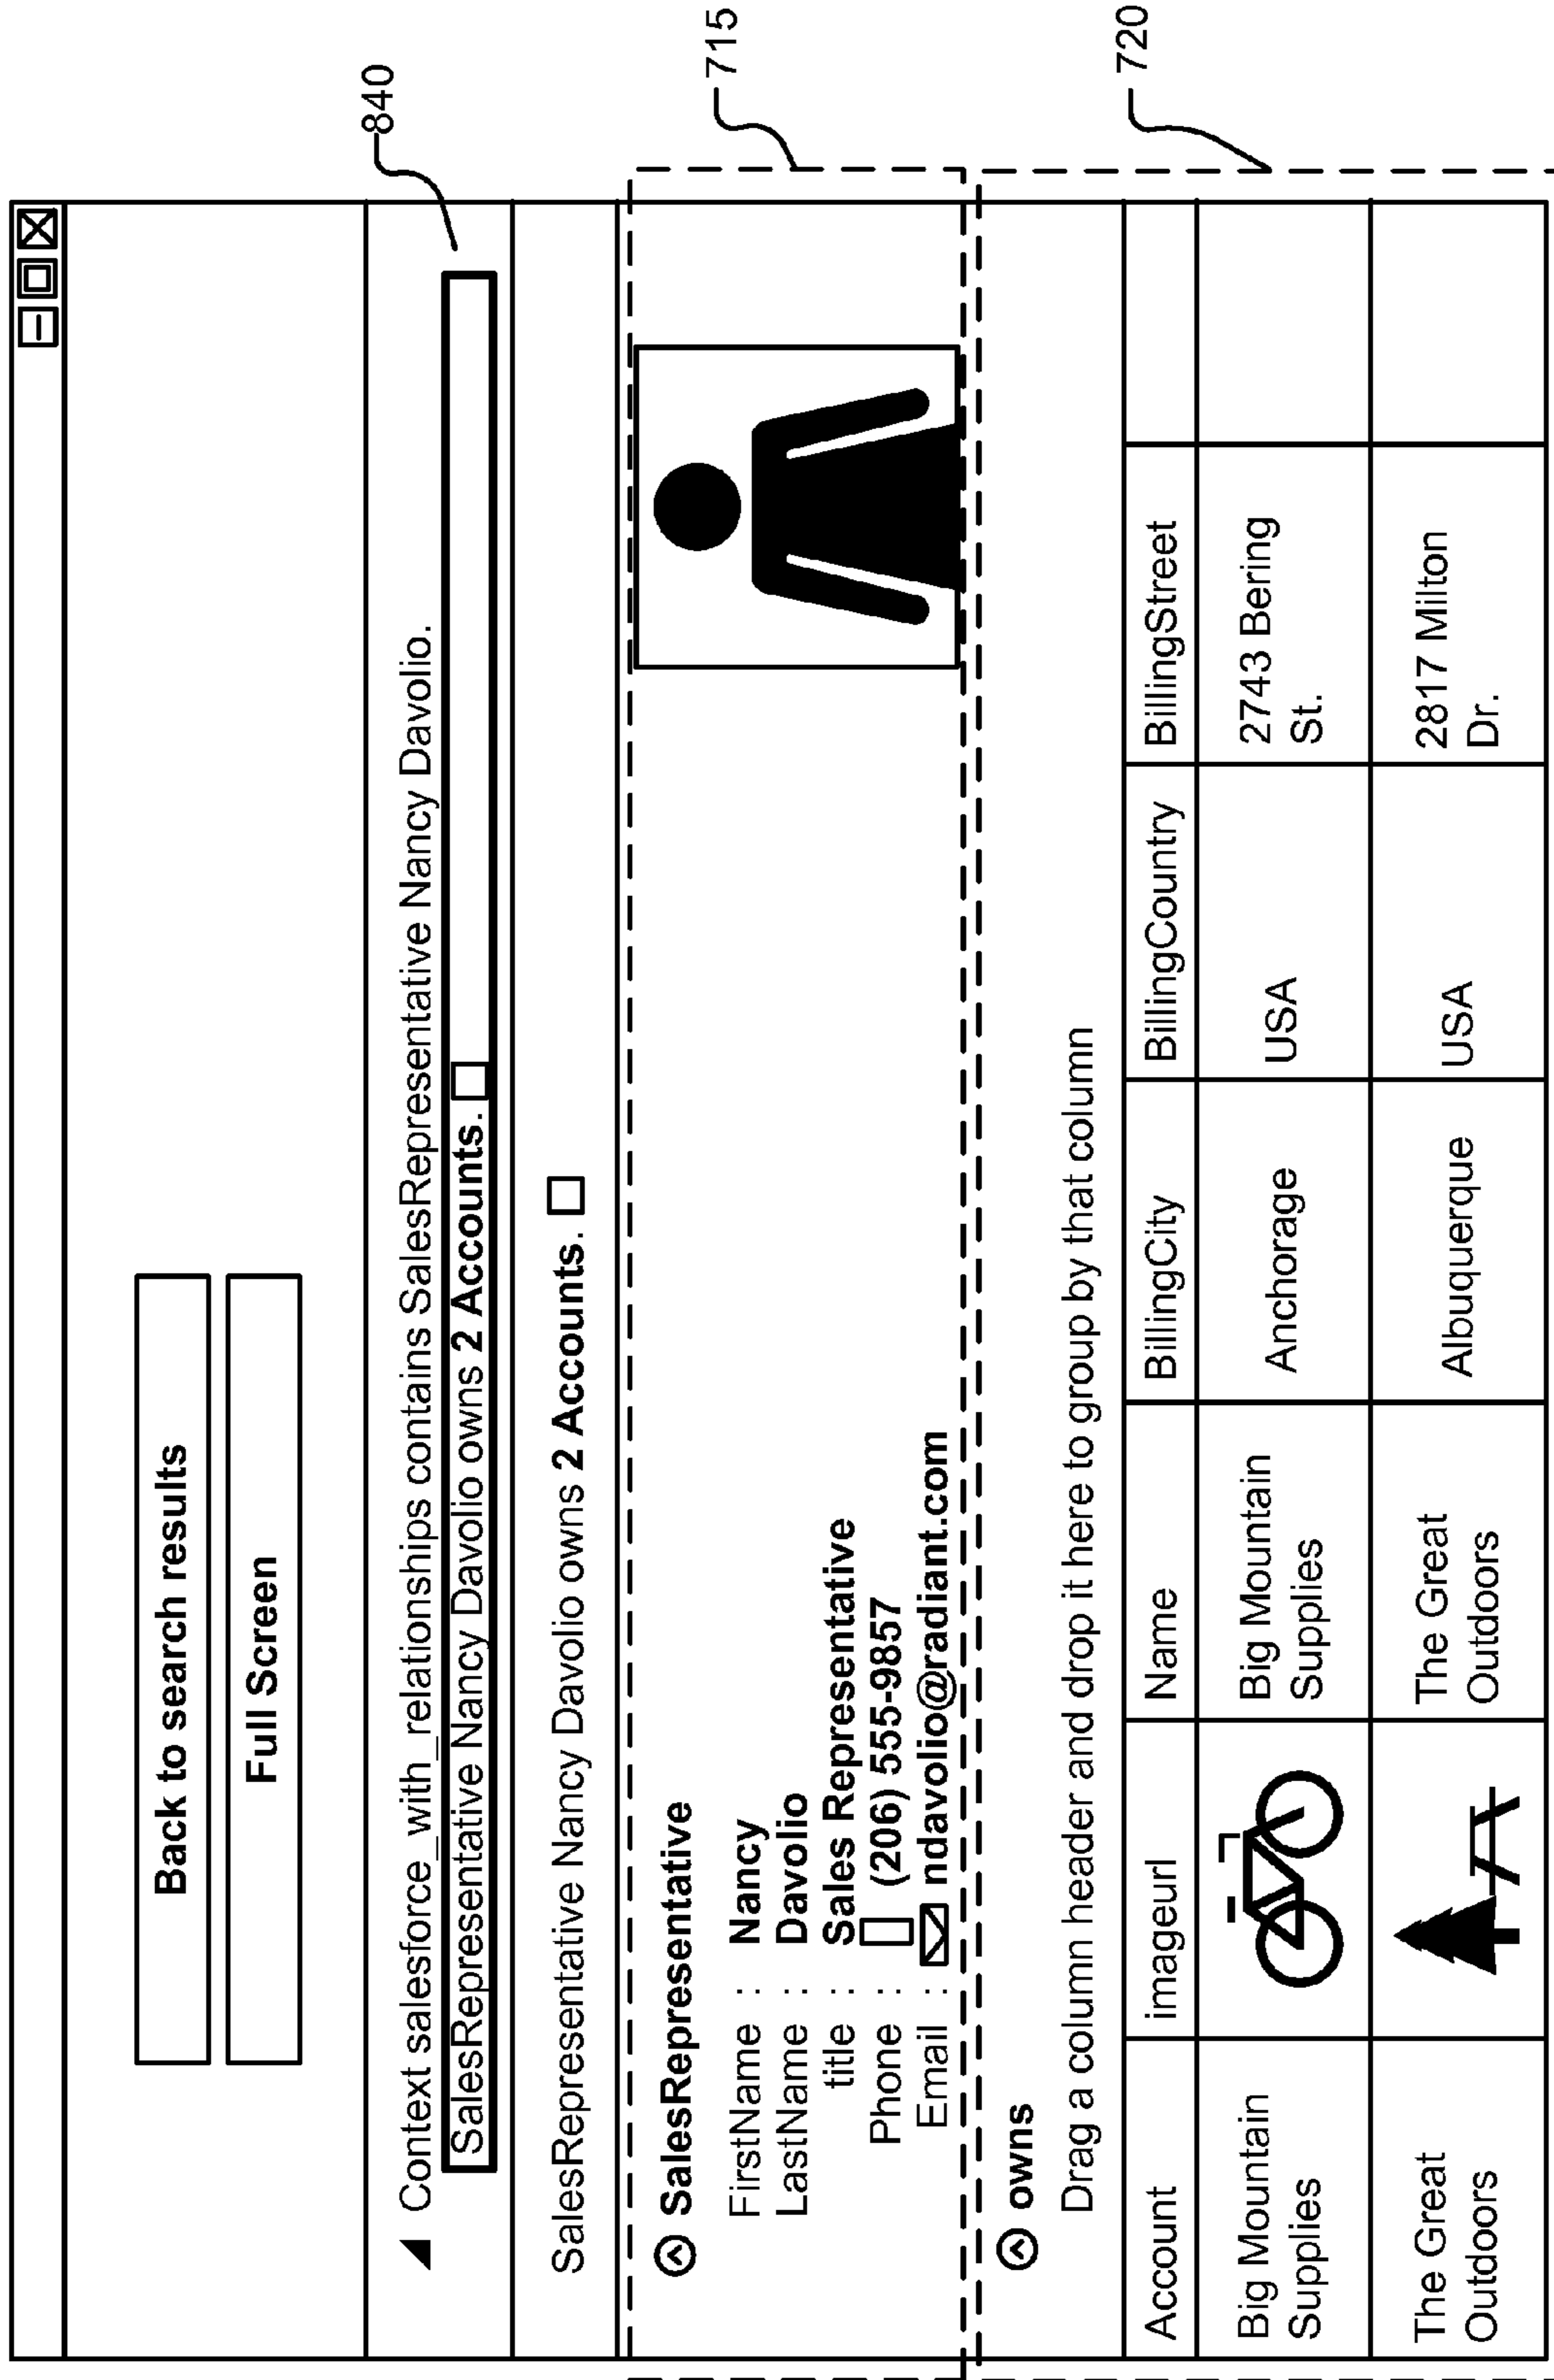 Back to search results
Full Screen
Context salesforce_with_relationships contains SalesRepresentative Nancy Davolio.
840
SalesRepresentative Nancy Davolio owns 2 Accounts.
SalesRepresentative Nancy Davolio owns 2 Accounts.
SalesRepresentative
715
FirstName : Nancy
LastName : Davolio
title : Sales Representative
Phone : (206) 555-9857
Email : ndavolio@radiant.com
owns
720
Drag a column header and drop it here to group by that column
Account imageurl Name BillingCity BillingCountry BillingStreet
Big Mountain Big Mountain Anchorage USA 2743 Bering
Supplies Supplies St.
The Great The Great Albuquerque USA 2817 Milton
Outdoors Outdoors Dr.